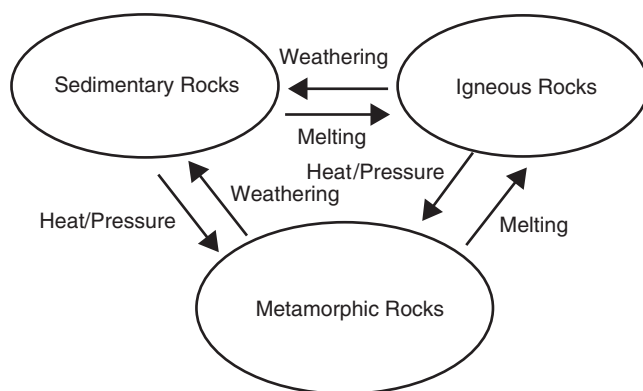 Weathering
Sedimentary Rocks
Igneous Rocks
Melting
Heat/Pressure
Weathering
Heat/Pressure
Melting
Metamorphic Rocks